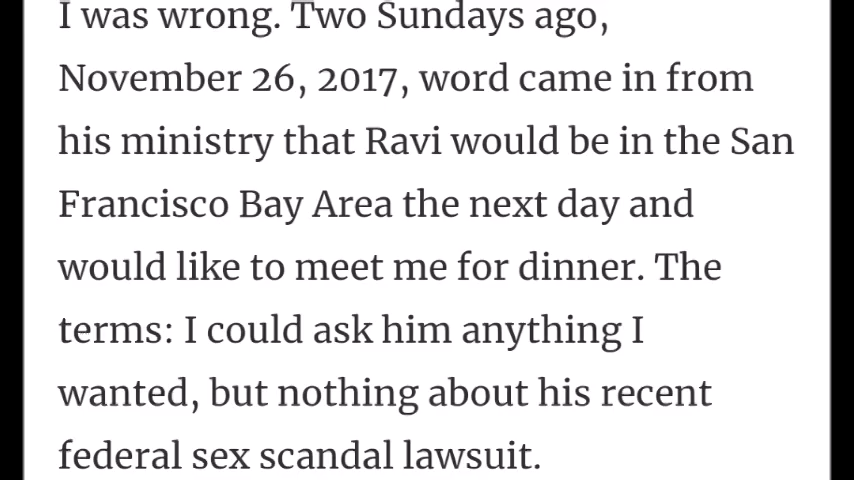 I was wrong. Two Sundays ago,
November 26, 2017, word came in from
his ministry that Ravi would be in the San
Francisco Bay Area the next day and
would like to meet me for dinner. The
terms: I could ask him anything I
wanted, but nothing about his recent
federal sex scandal lawsuit.